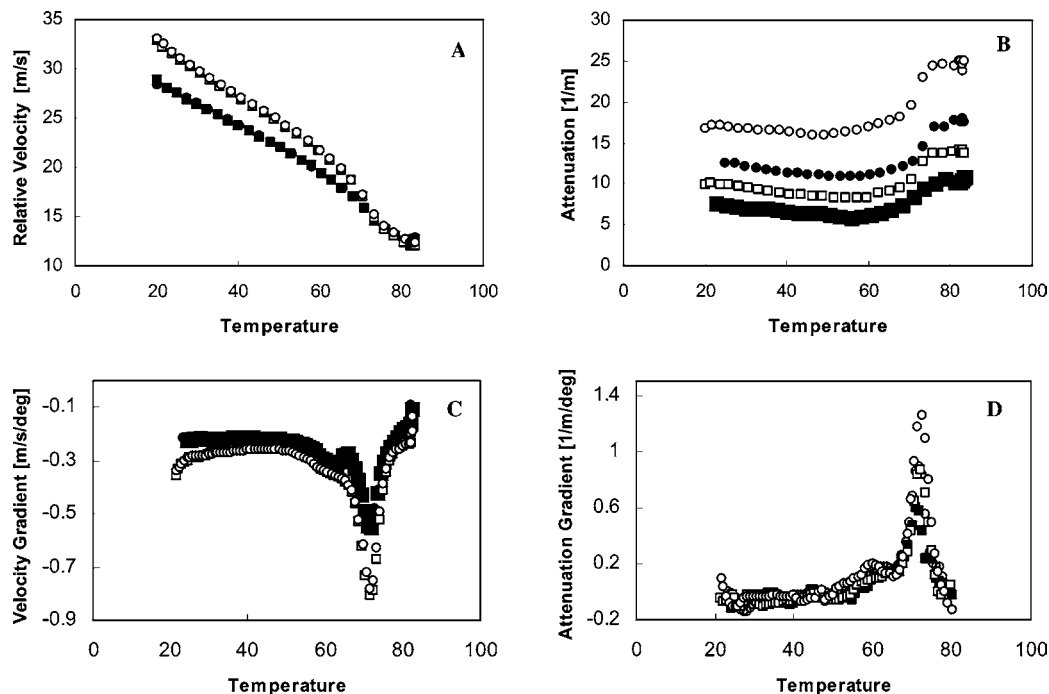 35
30
25
20
15
10
0 20 40 60 80 100
Relative Velocity [m/s]
Temperature
A
30
25
20
15
10
5
0
0 20 40 60 80 100
Attenuation [1/m]
Temperature
B
-0.1
-0.3
-0.5
-0.7
-0.9
0 20 40 60 80 100
Velocity Gradient [m/s/deg]
Temperature
C
1.4
1
0.6
0.2
-0.2
0 20 40 60 80 100
Attenuation Gradient [1/m/deg]
Temperature
D